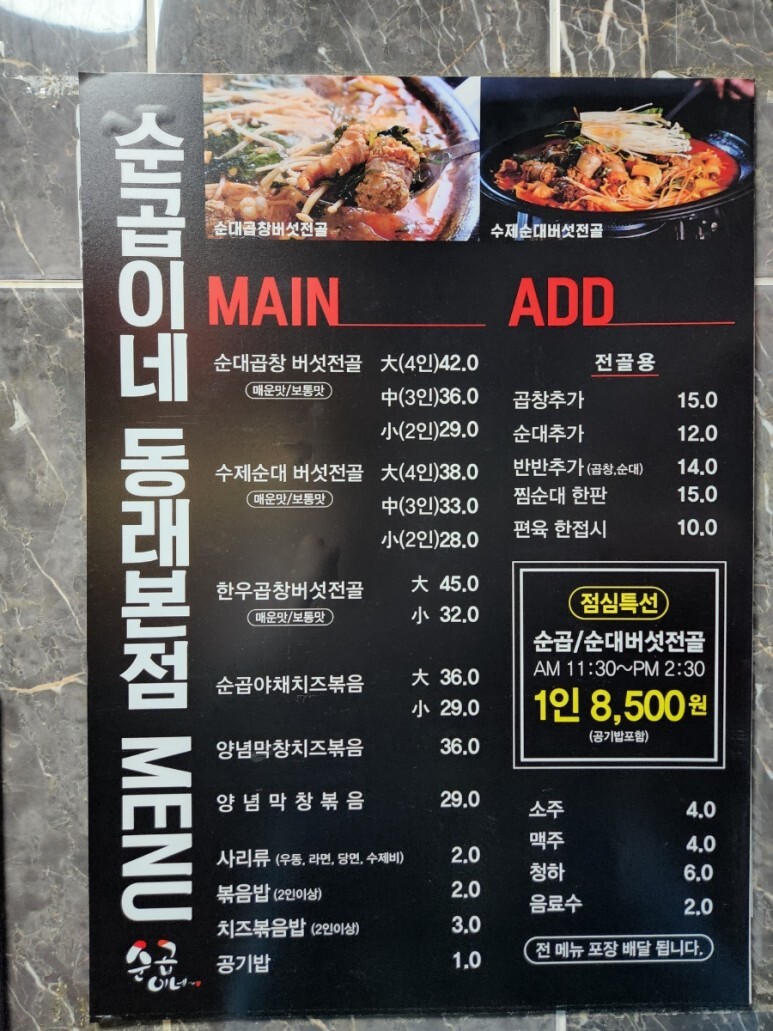 순곱이네 동래본점 MENU
순대곱창버섯전골
수제순대버섯전골
MAIN
순대곱창 버섯전골 大(4인)42.0
매운맛/보통맛
中(3인)36.0
小(2인)29.0
수제순대 버섯전골 大(4인)38.0
매운맛/보통맛
中(3인)33.0
小(2인)28.0
한우곱창버섯전골 大 45.0
매운맛/보통맛
小 32.0
순곱야채치즈볶음 大 36.0
小 29.0
양념막창치즈볶음 36.0
양념막창볶음 29.0
사리류 (우동, 라면, 당면, 수제비) 2.0
볶음밥 (2인이상) 2.0
치즈볶음밥 (2인이상) 3.0
공기밥 1.0
ADD
전골용
곱창추가 15.0
순대추가 12.0
반반추가 (곱창,순대) 14.0
찜순대 한판 15.0
편육 한접시 10.0
점심특선
순곱/순대버섯전골
AM 11:30~PM 2:30
1인 8,500원
(공기밥포함)
소주 4.0
맥주 4.0
청하 6.0
음료수 2.0
전 메뉴 포장 배달 됩니다.
순곱이네